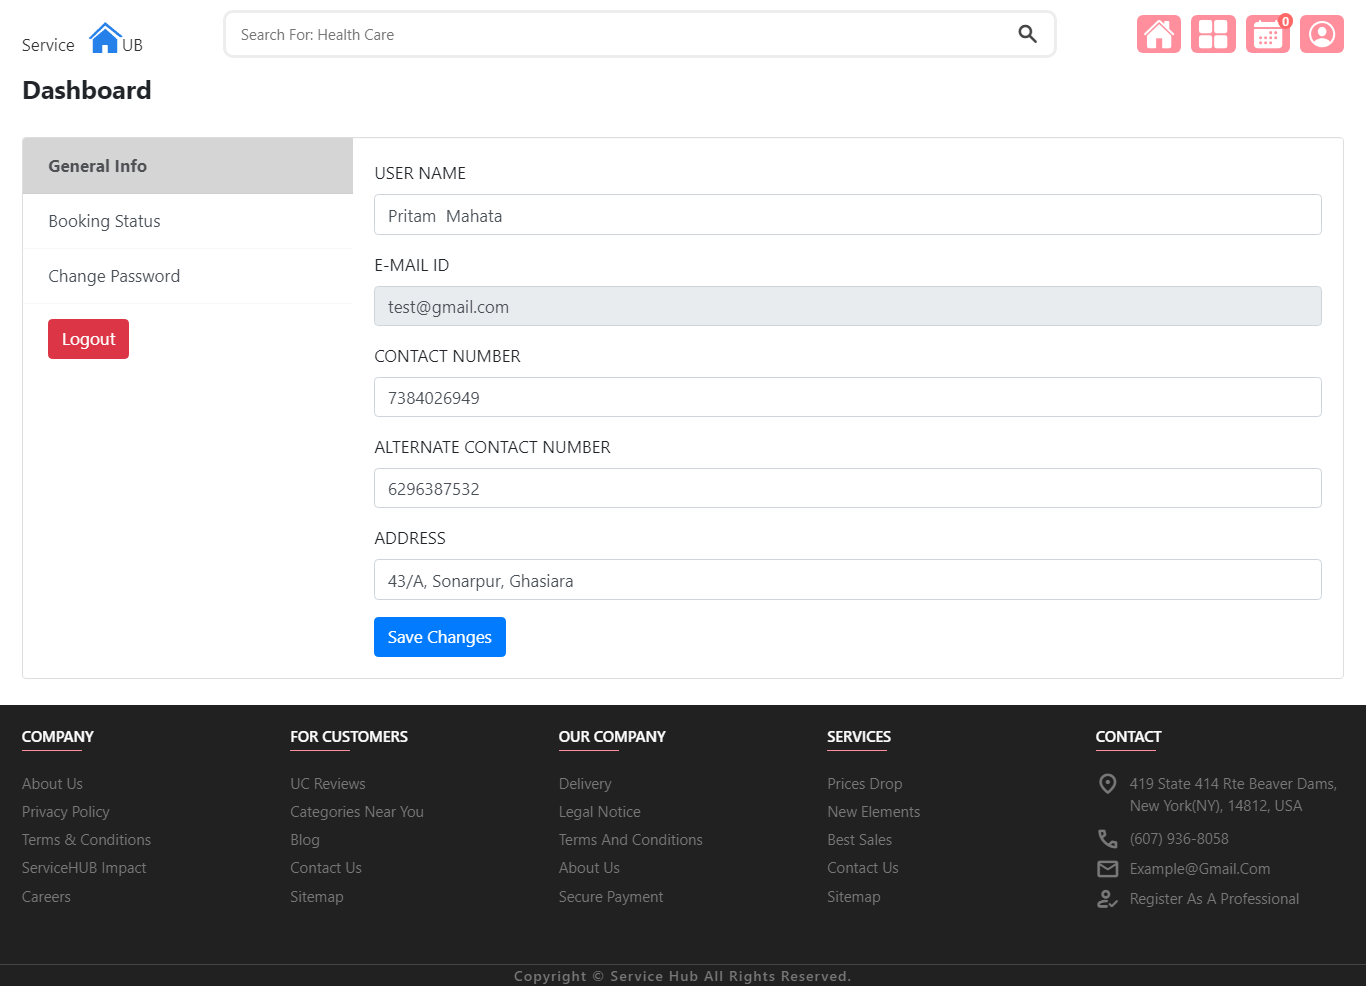 Service UB
Search For: Health Care
0
Dashboard
General Info
Booking Status
Change Password
Logout
USER NAME
Pritam  Mahata
E-MAIL ID
test@gmail.com
CONTACT NUMBER
7384026949
ALTERNATE CONTACT NUMBER
6296387532
ADDRESS
43/A, Sonarpur, Ghasiara
Save Changes
COMPANY
About Us
Privacy Policy
Terms & Conditions
ServiceHUB Impact
Careers
FOR CUSTOMERS
UC Reviews
Categories Near You
Blog
Contact Us
Sitemap
OUR COMPANY
Delivery
Legal Notice
Terms And Conditions
About Us
Secure Payment
SERVICES
Prices Drop
New Elements
Best Sales
Contact Us
Sitemap
CONTACT
419 State 414 Rte Beaver Dams,
New York(NY), 14812, USA
(607) 936-8058
Example@Gmail.Com
Register As A Professional
Copyright © Service Hub All Rights Reserved.